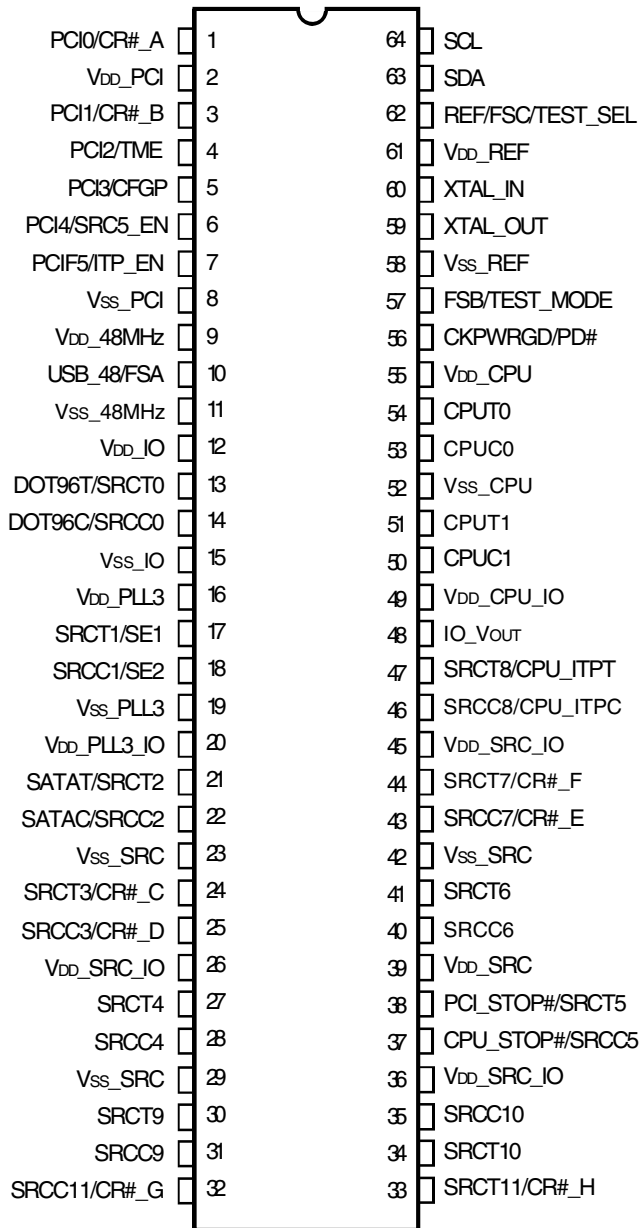 PCI0/CR#_A 1 64 SCL
VDD_PCI 2 63 SDA
PCI1/CR#_B 3 62 REF/FSC/TEST_SEL
PCI2/TME 4 61 VDD_REF
PCI3/CFGP 5 60 XTAL_IN
PCI4/SRC5_EN 6 59 XTAL_OUT
PCIF5/ITP_EN 7 58 VSS_REF
VSS_PCI 8 57 FSB/TEST_MODE
VDD_48MHz 9 56 CKPWRGD/PD#
USB_48/FSA 10 55 VDD_CPU
VSS_48MHz 11 54 CPUT0
VDD_IO 12 53 CPUC0
DOT96T/SRCT0 13 52 VSS_CPU
DOT96C/SRCC0 14 51 CPUT1
VSS_IO 15 50 CPUC1
VDD_PLL3 16 49 VDD_CPU_IO
SRCT1/SE1 17 48 IO_VOUT
SRCC1/SE2 18 47 SRCT8/CPU_ITPT
VSS_PLL3 19 46 SRCC8/CPU_ITPC
VDD_PLL3_IO 20 45 VDD_SRC_IO
SATAT/SRCT2 21 44 SRCT7/CR#_F
SATAC/SRCC2 22 43 SRCC7/CR#_E
VSS_SRC 23 42 VSS_SRC
SRCT3/CR#_C 24 41 SRCT6
SRCC3/CR#_D 25 40 SRCC6
VDD_SRC_IO 26 39 VDD_SRC
SRCT4 27 38 PCI_STOP#/SRCT5
SRCC4 28 37 CPU_STOP#/SRCC5
VSS_SRC 29 36 VDD_SRC_IO
SRCT9 30 35 SRCC10
SRCC9 31 34 SRCT10
SRCC11/CR#_G 32 33 SRCT11/CR#_H